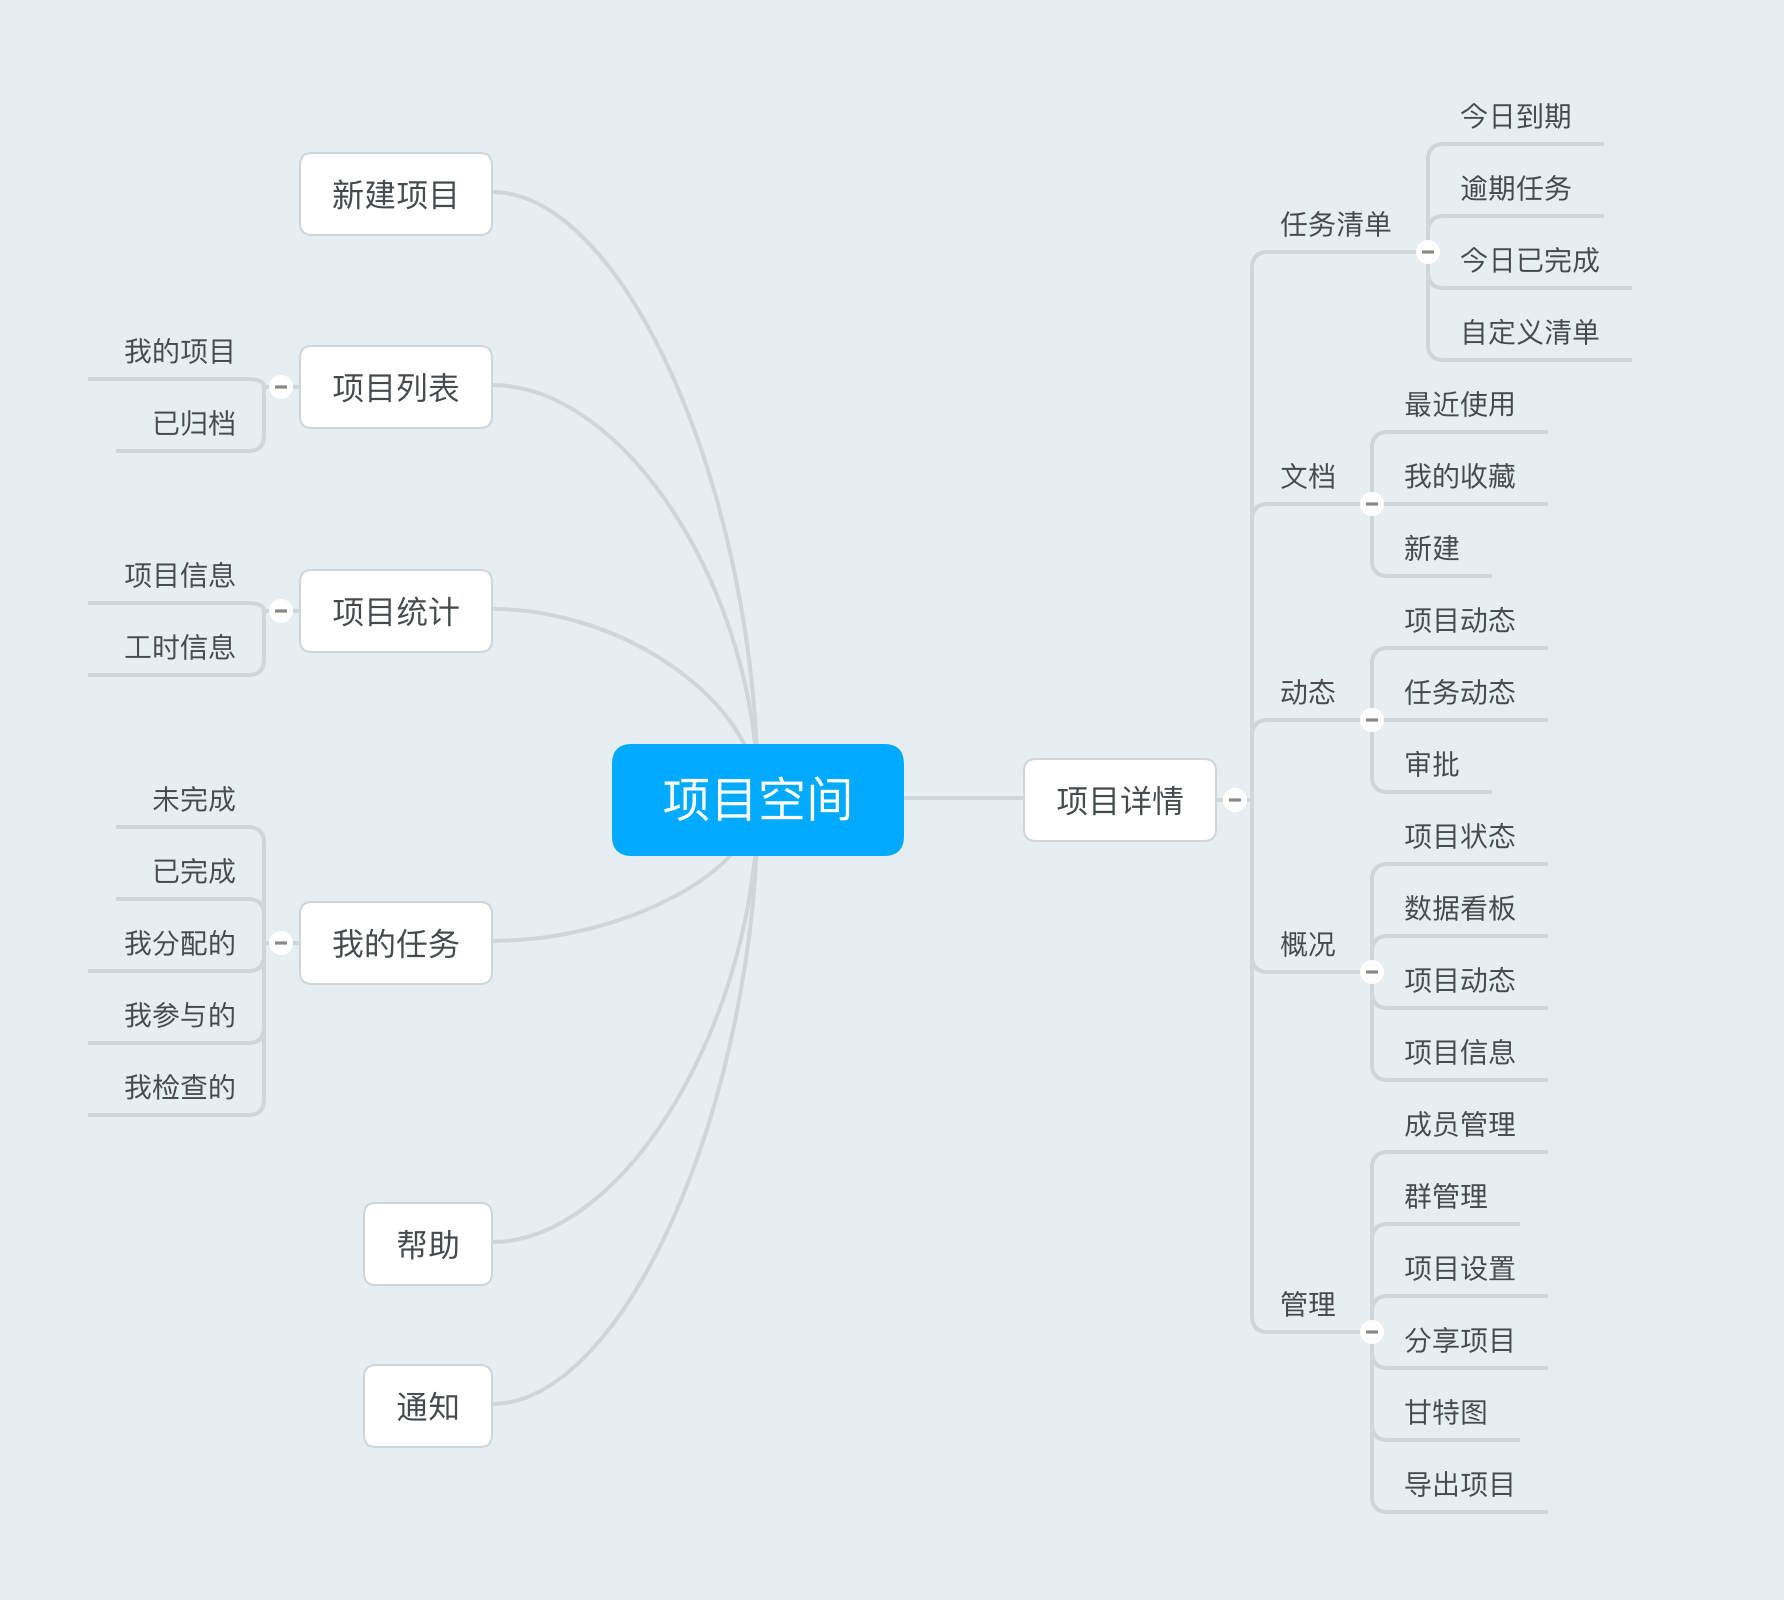 新建项目
项目列表
我的项目
已归档
项目统计
项目信息
工时信息
我的任务
未完成
已完成
我分配的
我参与的
我检查的
帮助
通知
项目空间
项目详情
任务清单
今日到期
逾期任务
今日已完成
自定义清单
文档
最近使用
我的收藏
新建
动态
项目动态
任务动态
审批
概况
项目状态
数据看板
项目动态
项目信息
管理
成员管理
群管理
项目设置
分享项目
甘特图
导出项目